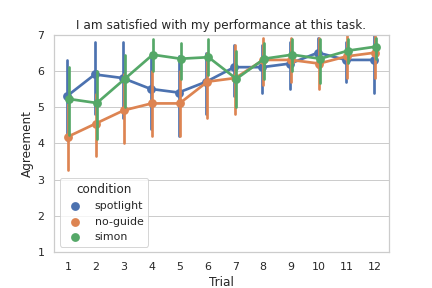 I am satisfied with my performance at this task.
7
6
5
4
3
2
1
Agreement
condition
spotlight
no-guide
simon
1 2 3 4 5 6 7 8 9 10 11 12
Trial